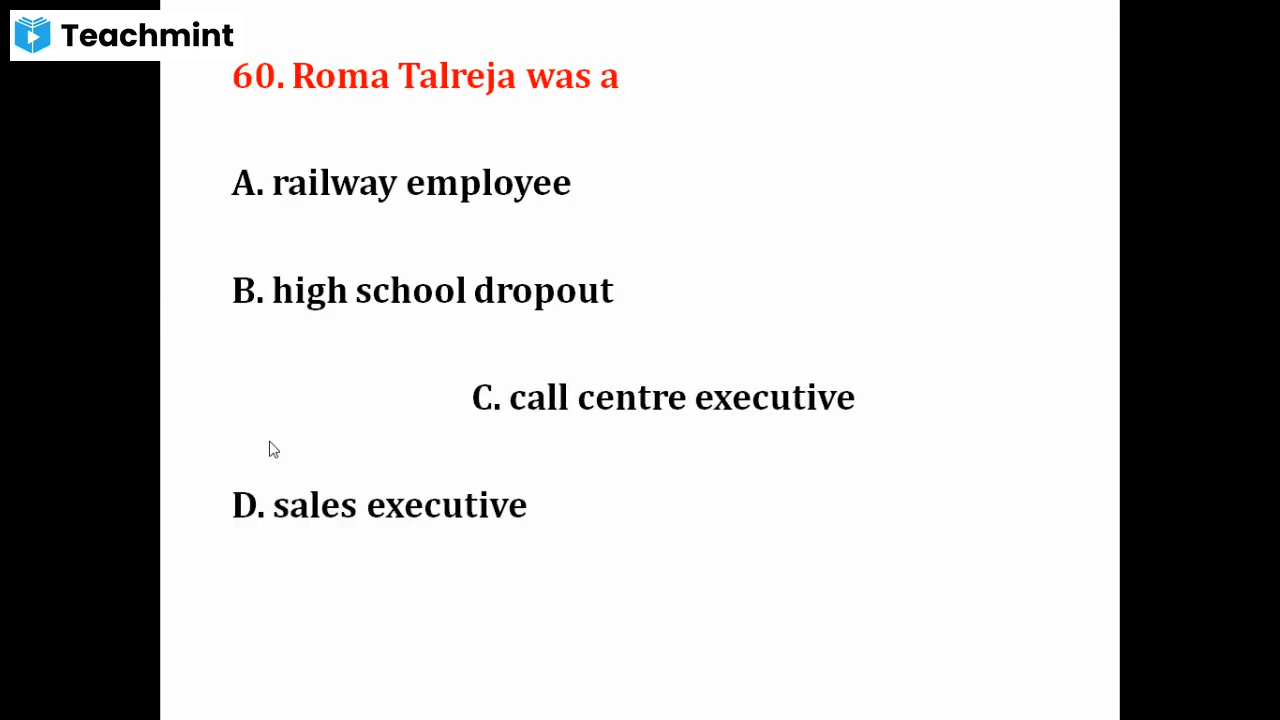 Teachmint
60. Roma Talreja was a
A. railway employee
B. high school dropout
C. call centre executive
D. sales executive